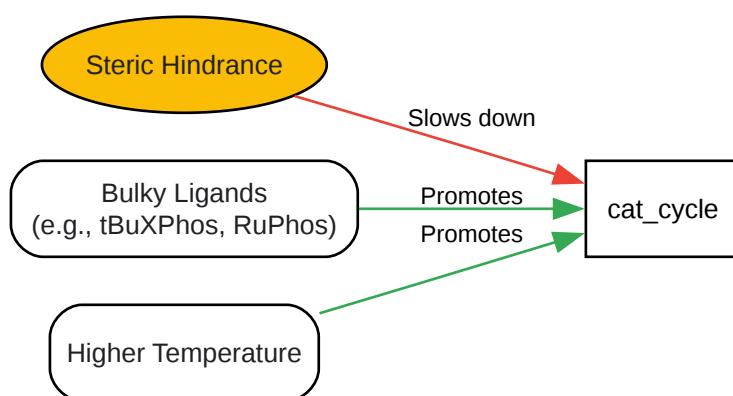 Steric Hindrance
Slows down
Bulky Ligands
(e.g., tBuXPhos, RuPhos)
Promotes
cat_cycle
Promotes
Higher Temperature